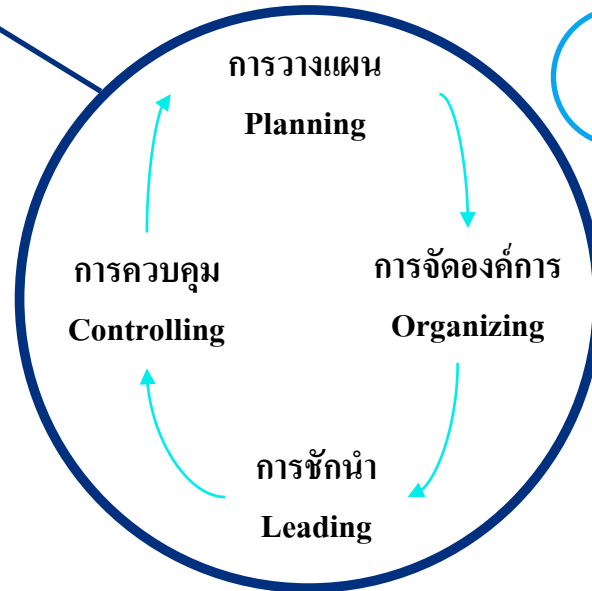 การวางแผน
Planning
การควบคุม
Controlling
การจัดองค์การ
Organizing
การชักนำ
Leading